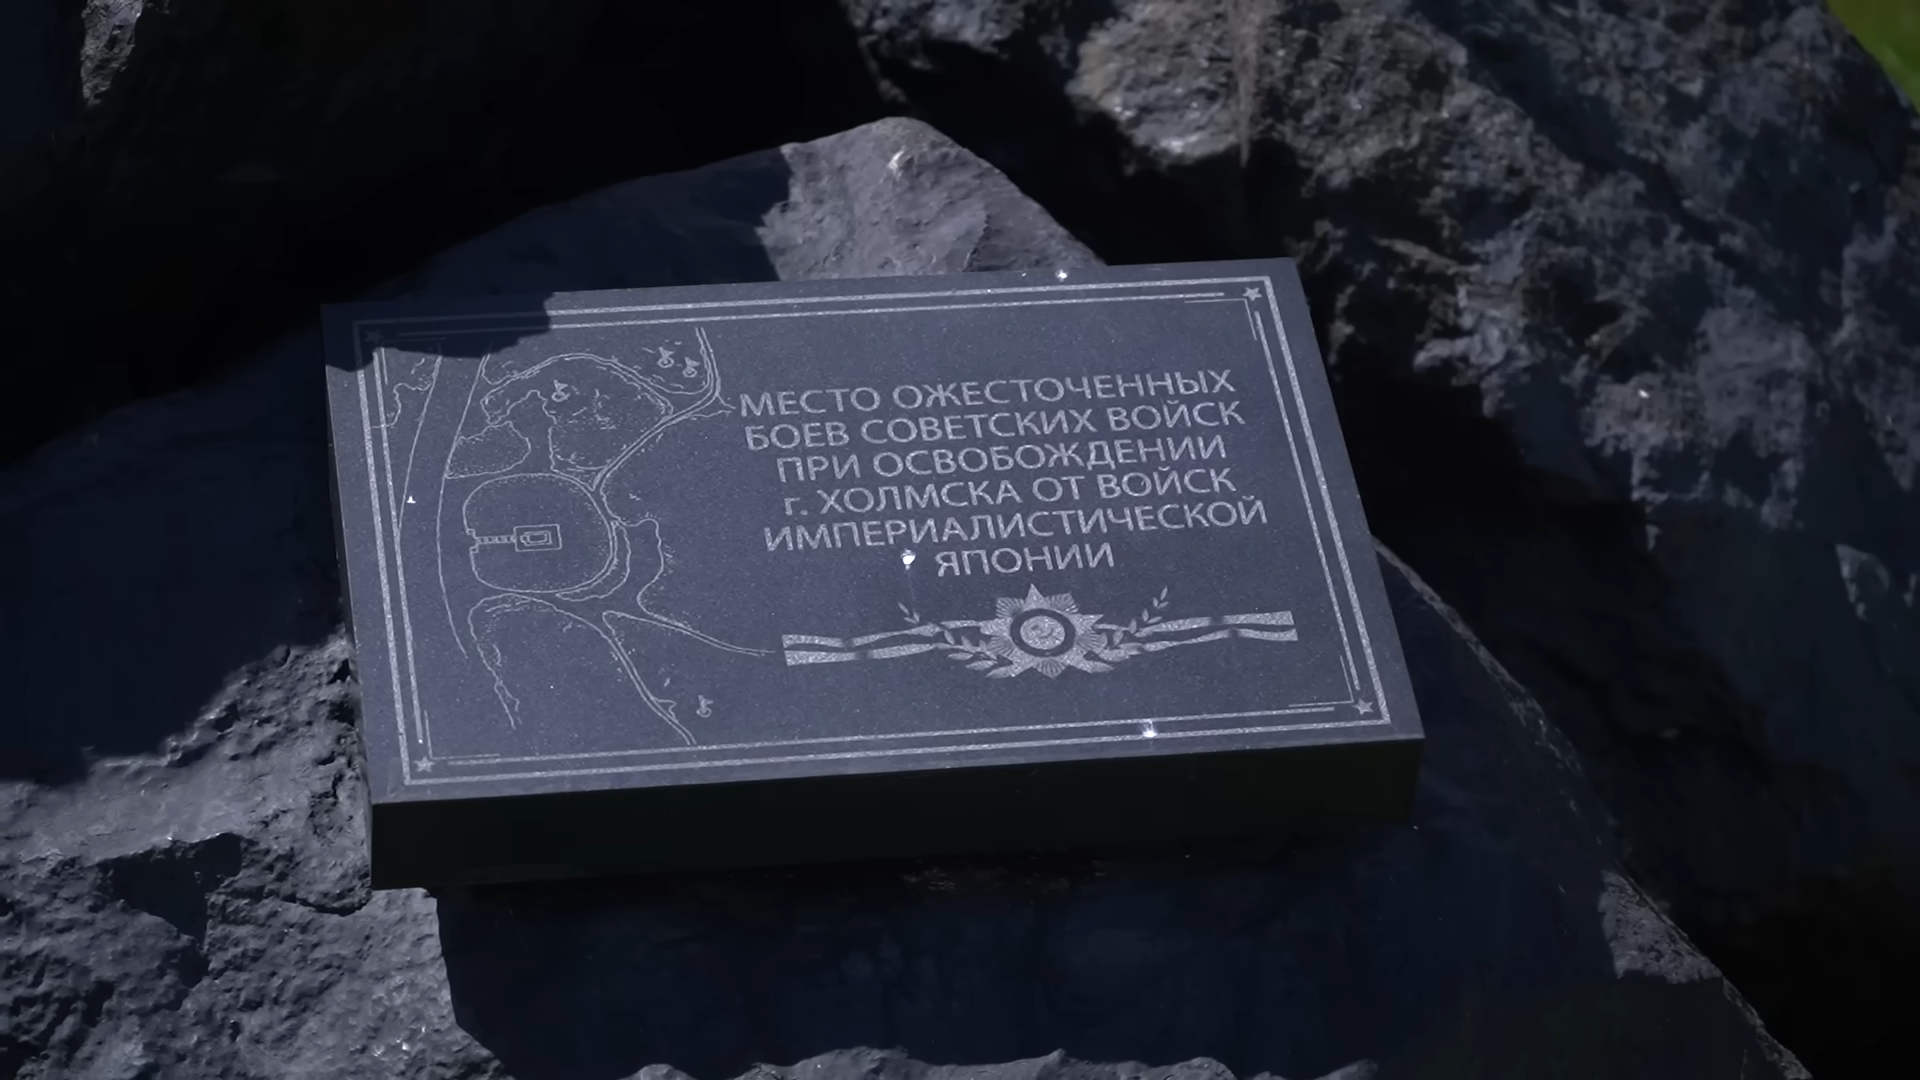 МЕСТО ОЖЕСТОЧЕННЫХ
БОЕВ СОВЕТСКИХ ВОЙСК
ПРИ ОСВОБОЖДЕНИИ
г. ХОЛМСКА ОТ ВОЙСК
ИМПЕРИАЛИСТИЧЕСКОЙ
ЯПОНИИ